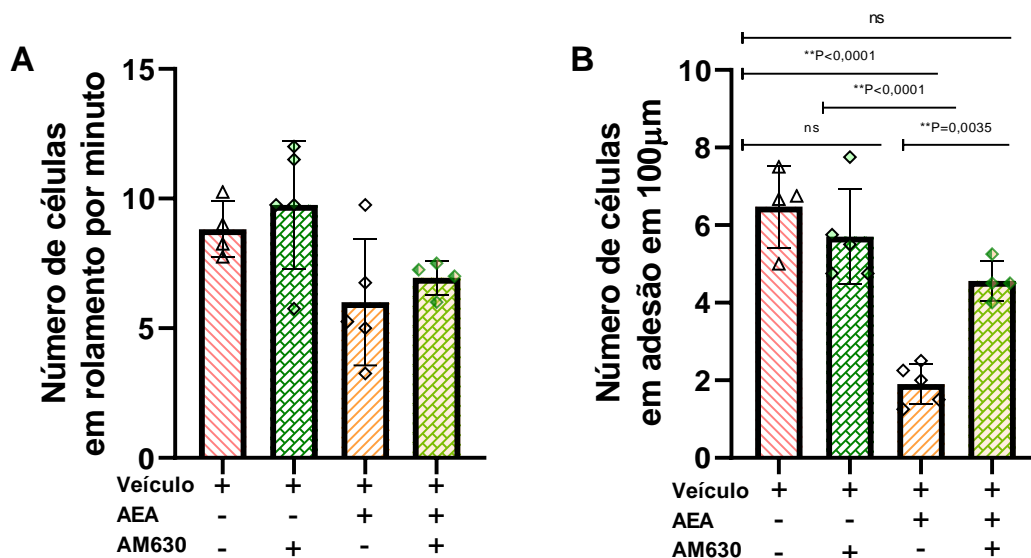 A
Número de células
em rolamento por minuto
15
10
5
0
Veículo + + + +
AEA - - + +
AM630 - + - +
B
Número de células
em adesão em 100μm
ns
**P<0,0001
**P<0,0001
ns
**P=0,0035
10
8
6
4
2
0
Veículo + + + +
AEA - - + +
AM630 - + - +